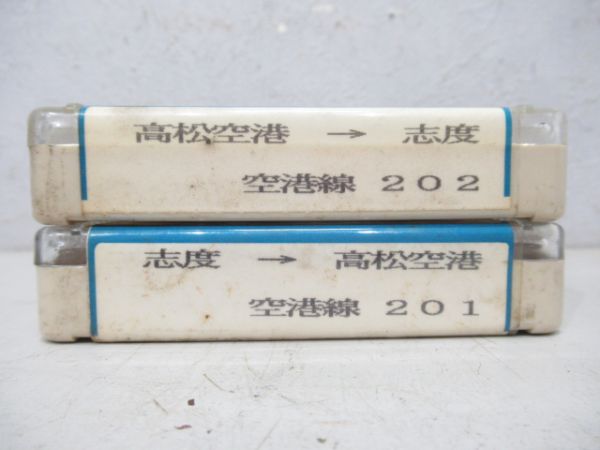 高松空港 → 志度
空港線 202
志度 → 高松空港
空港線 201